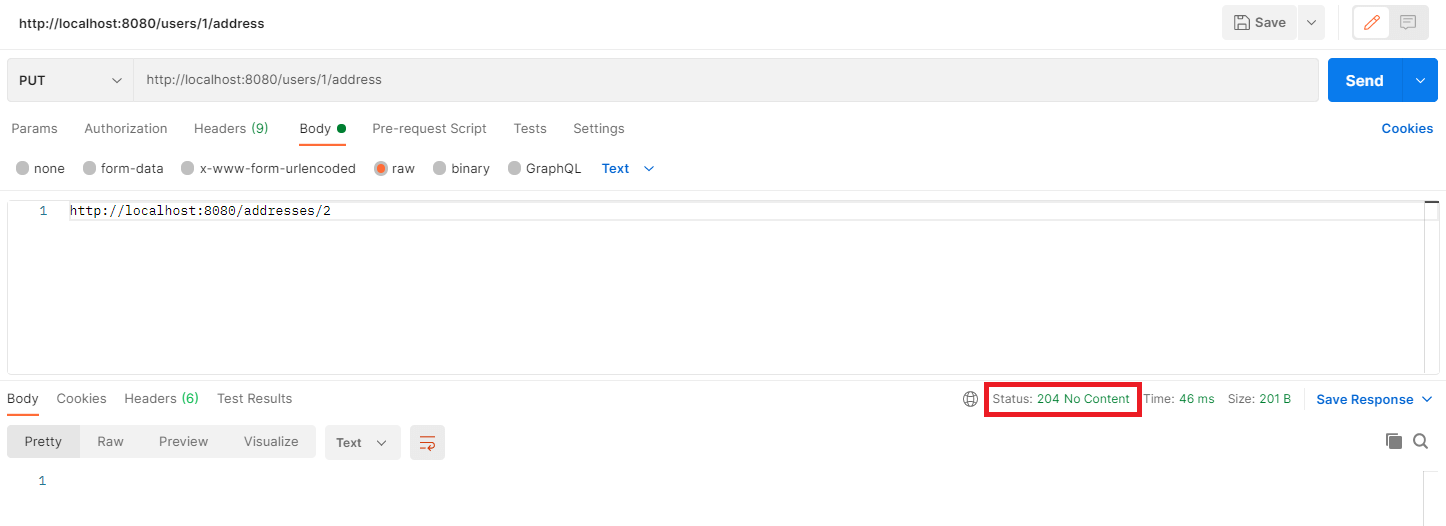 http://localhost:8080/users/1/address Save
PUT http://localhost:8080/users/1/address Send
Params Authorization Headers (9) Body Pre-request Script Tests Settings Cookies
none form-data x-www-form-urlencoded raw binary GraphQL Text
1 http://localhost:8080/addresses/2
Body Cookies Headers (6) Test Results Status: 204 No Content Time: 46 ms Size: 201 B Save Response
Pretty Raw Preview Visualize Text
1